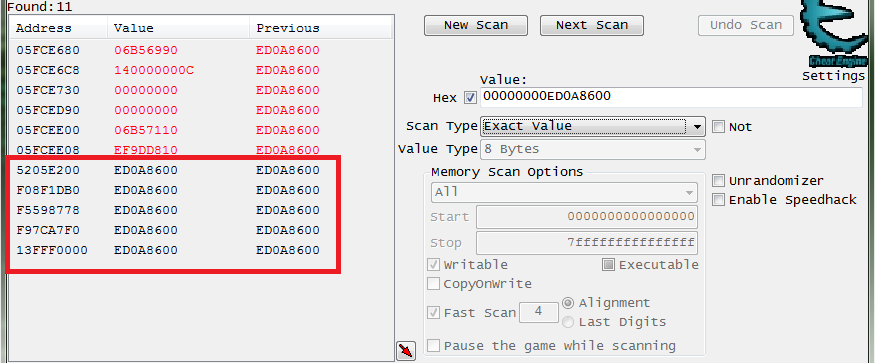 Found:11
Address Value Previous
05FCE680 06B56990 ED0A8600
05FCE6C8 140000000C ED0A8600
05FCE730 00000000 ED0A8600
05FCED90 00000000 ED0A8600
05FCEE00 06B57110 ED0A8600
05FCEE08 EF9DD810 ED0A8600
5205E200 ED0A8600 ED0A8600
F08F1DB0 ED0A8600 ED0A8600
F5598778 ED0A8600 ED0A8600
F97CA7F0 ED0A8600 ED0A8600
13FFF0000 ED0A8600 ED0A8600
New Scan Next Scan Undo Scan
Cheat Engine
Settings
Value:
Hex 00000000ED0A8600
Scan Type Exact Value Not
Value Type 8 Bytes
Memory Scan Options
All
Start 0000000000000000
Stop 7fffffffffffffff
Writable Executable
CopyOnWrite
Fast Scan 4 Alignment
Last Digits
Pause the game while scanning
Unrandomizer
Enable Speedhack